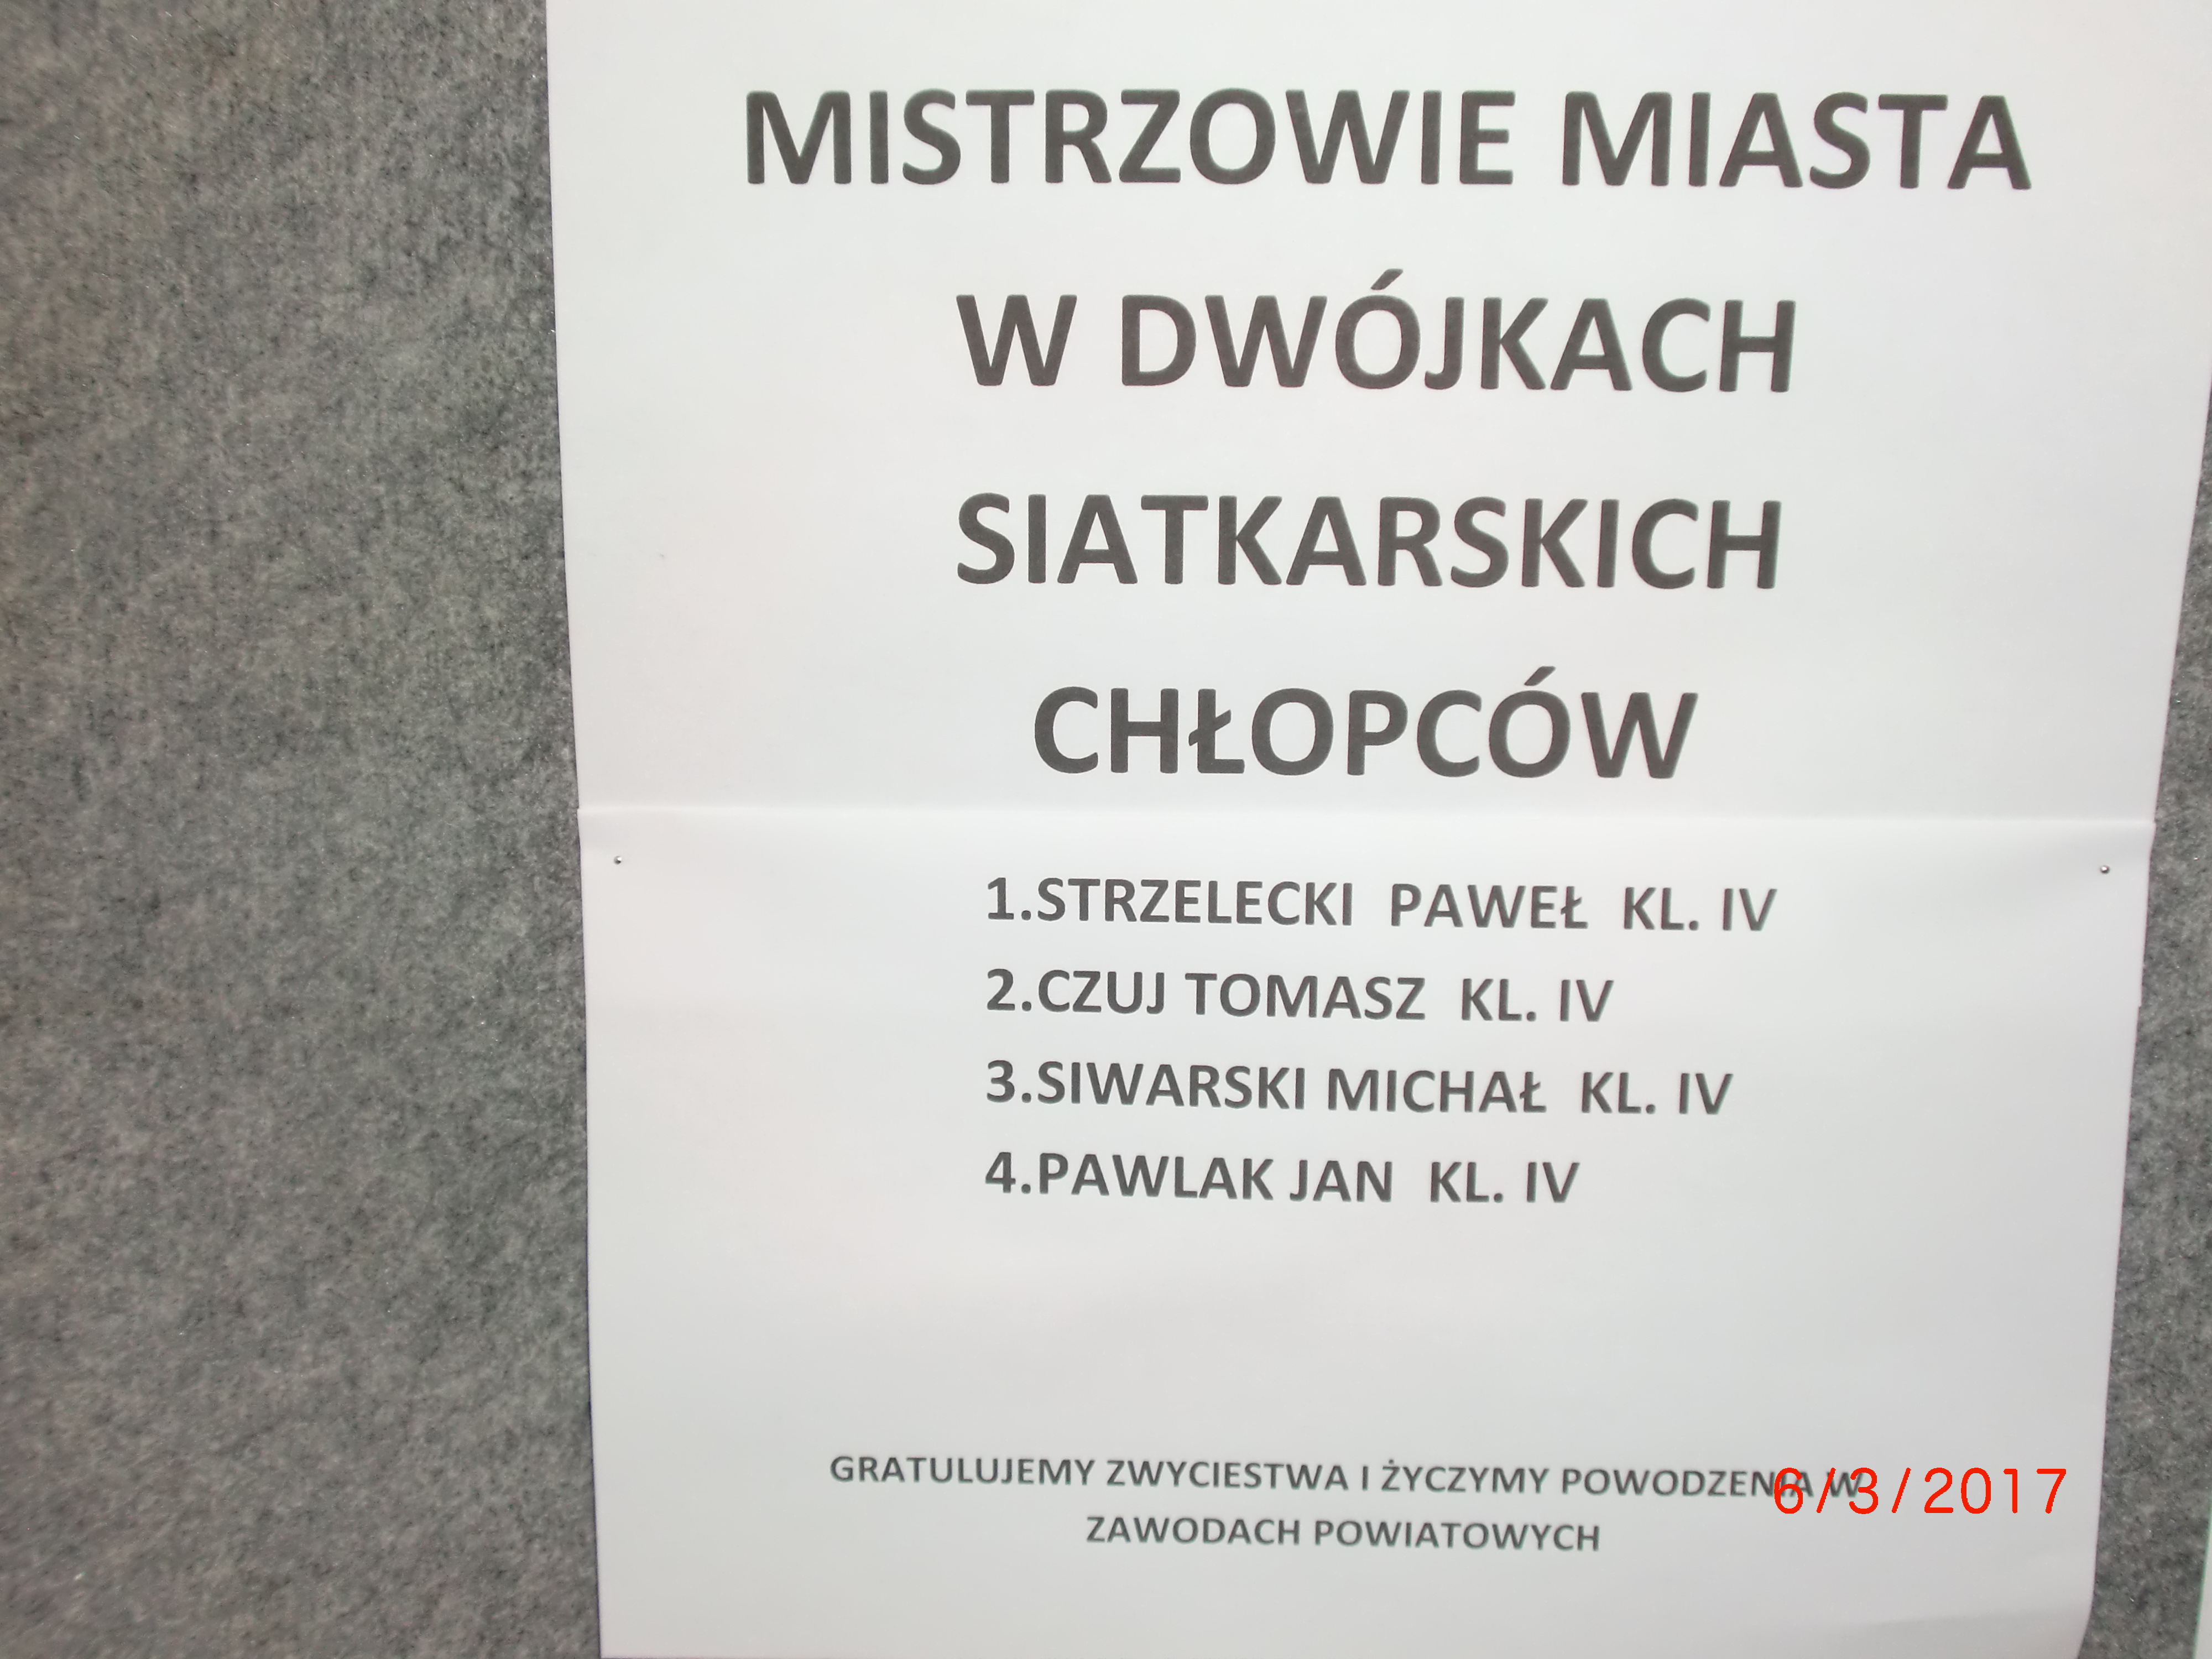 MISTRZOWIE MIASTA
W DWÓJKACH
SIATKARSKICH
CHŁOPCÓW
1.STRZELECKI PAWEŁ KL. IV
2.CZUJ TOMASZ KL. IV
3.SIWARSKI MICHAŁ KL. IV
4.PAWLAK JAN KL. IV
GRATULUJEMY ZWYCIESTWA I ŻYCZYMY POWODZENIA W
ZAWODACH POWIATOWYCH
6/3/2017